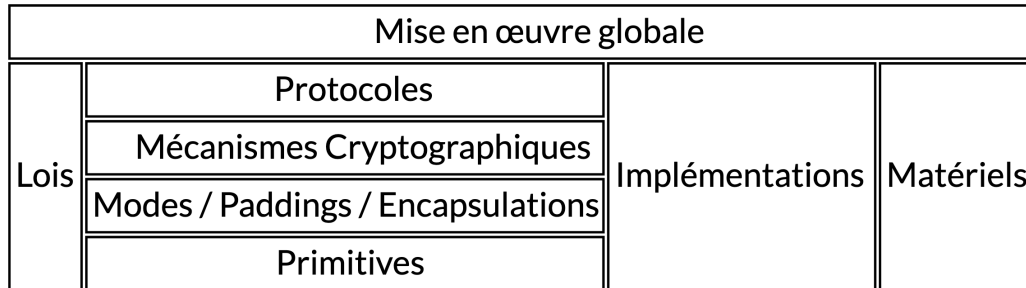 Mise en œuvre globale
Protocoles
Mécanismes Cryptographiques
Lois
Implémentations
Matériels
Modes / Paddings / Encapsulations
Primitives